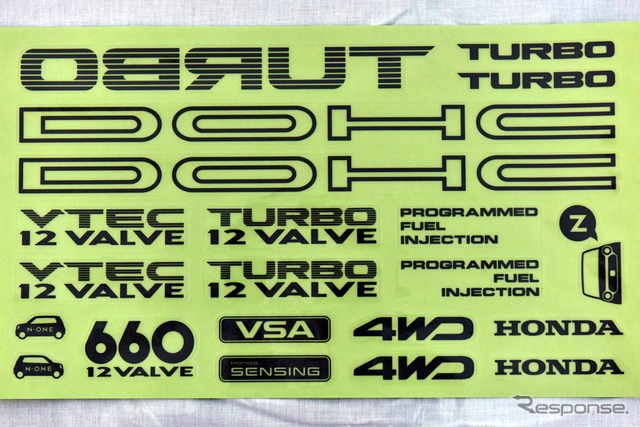 OBRUT
TURBO
TURBO
DOHC
DOHC
VTEC
12 VALVE
TURBO
12 VALVE
PROGRAMMED
FUEL
INJECTION
Z
VTEC
12 VALVE
TURBO
12 VALVE
PROGRAMMED
FUEL
INJECTION
N-ONE
N-ONE
660
12 VALVE
VSA
Honda
SENSING
4WD
4WD
HONDA
HONDA
Response.